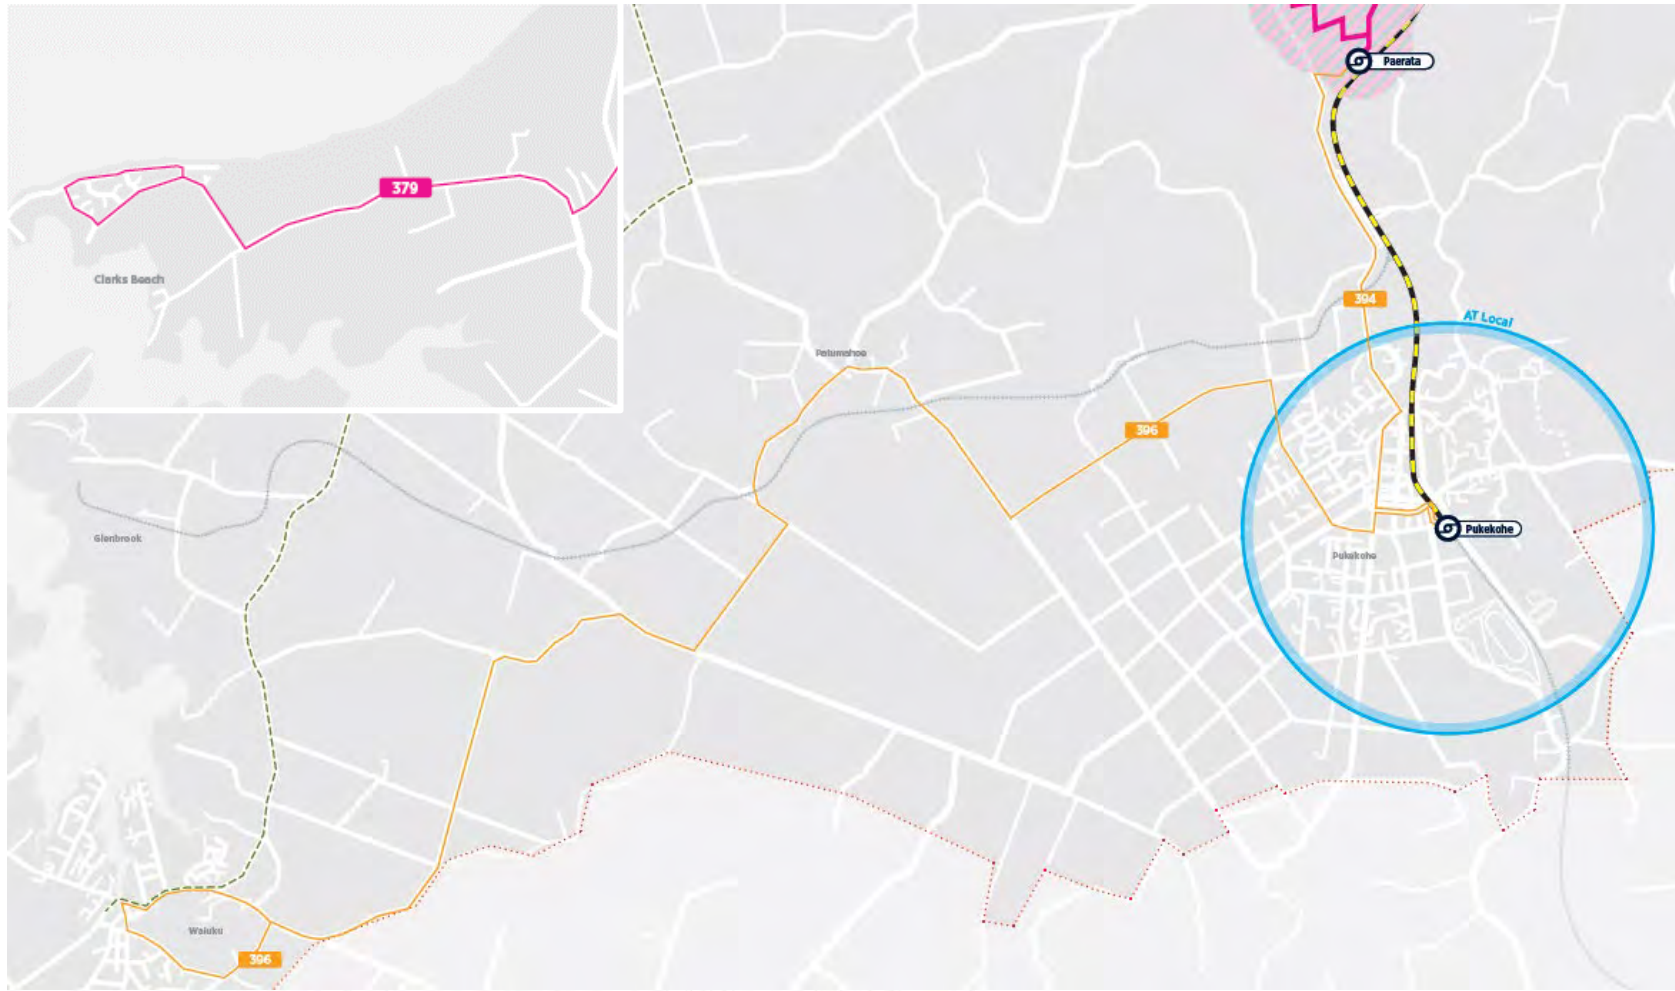 Paerata
379
Clarks Beach
394
AT Local
Patumahoe
396
Pukekohe
Glenbrook
Pukekohe
Waiuku
396